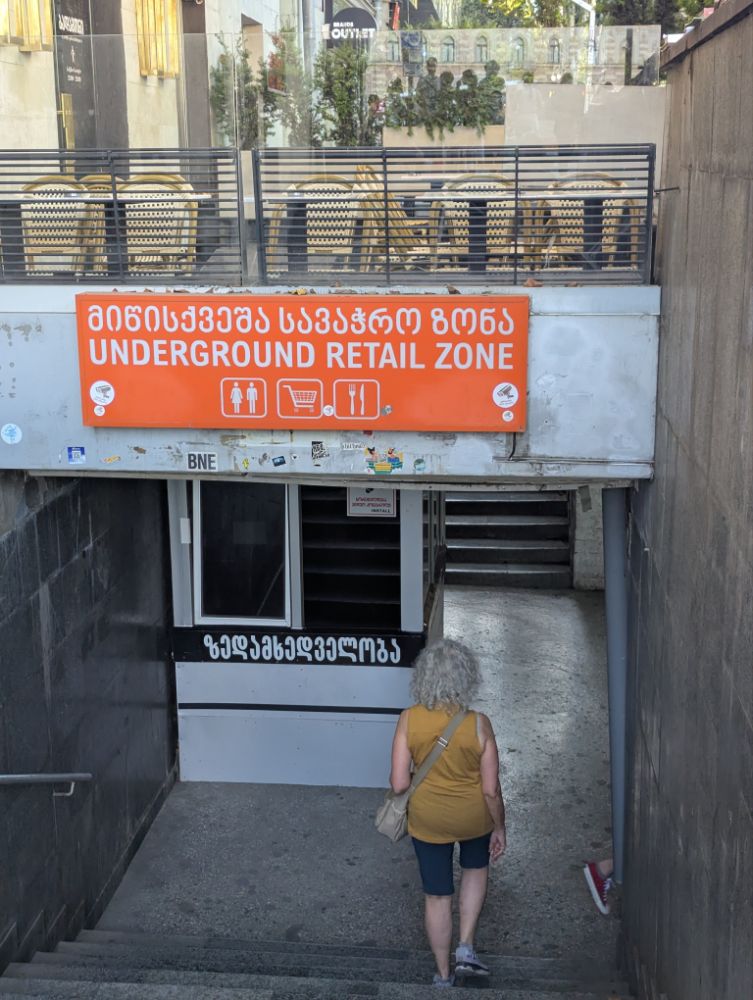 OUTLET
მიწისქვეშა სავაჭრო ზონა
UNDERGROUND RETAIL ZONE
BNE
ზედამხედველობა